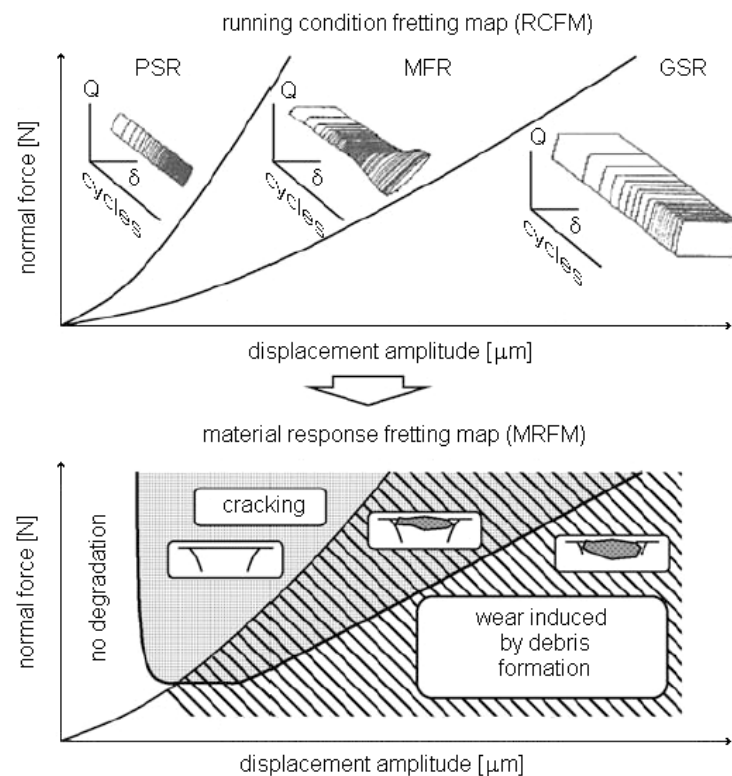 running condition fretting map (RCFM)
PSR
MFR
GSR
Q
δ
cycles
Q
δ
cycles
Q
δ
cycles
normal force [N]
displacement amplitude [μm]
material response fretting map (MRFM)
normal force [N]
no degradation
cracking
wear induced
by debris
formation
displacement amplitude [μm]